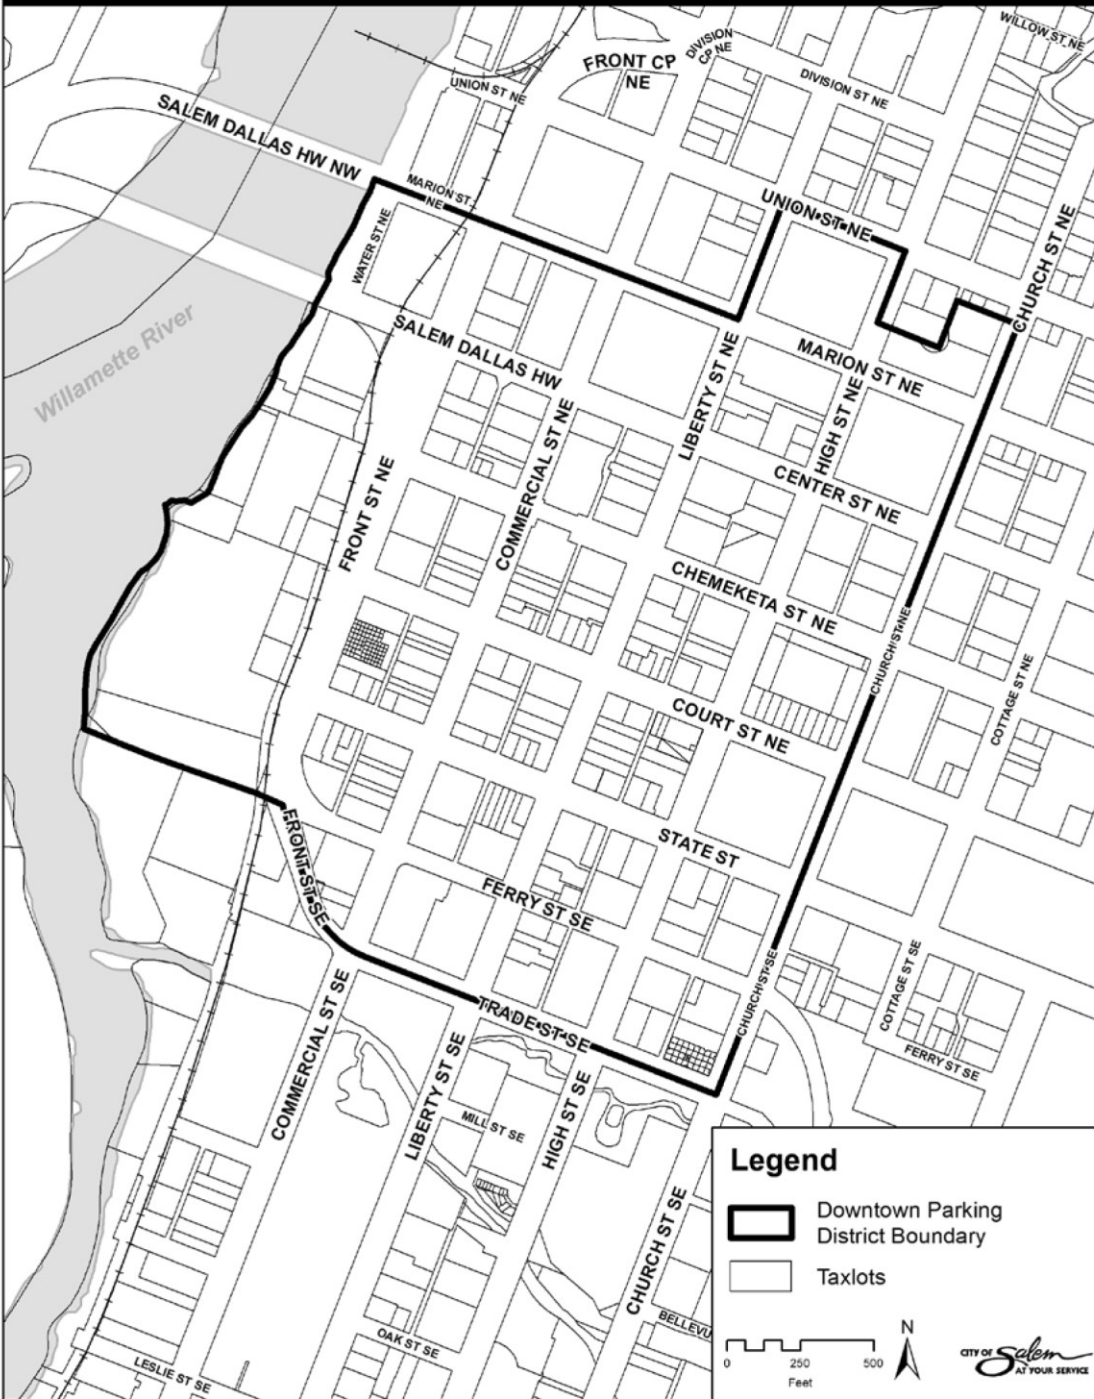 WILLOW ST NE
DIVISION
CP NE
FRONT CP
NE
DIVISION ST NE
UNION ST NE
SALEM DALLAS HW NW
MARION ST
NE
UNION ST NE
WATER ST NE
CHURCH ST NE
Willamette River
SALEM DALLAS HW
MARION ST NE
LIBERTY ST NE
HIGH ST NE
COMMERCIAL ST NE
CENTER ST NE
FRONT ST NE
CHEMEKETA ST NE
CHURCH ST NE
COTTAGE ST NE
COURT ST NE
STATE ST
FRONT ST SE
FERRY ST SE
COTTAGE ST SE
CHURCH ST SE
TRADE ST SE
FERRY ST SE
COMMERCIAL ST SE
LIBERTY ST SE
HIGH ST SE
MILL ST SE
CHURCH ST SE
BELLEVU
OAK ST SE
LESLIE ST SE
Legend
Downtown Parking
District Boundary
Taxlots
N
0 250 500
Feet
CITY OF Salem
AT YOUR SERVICE